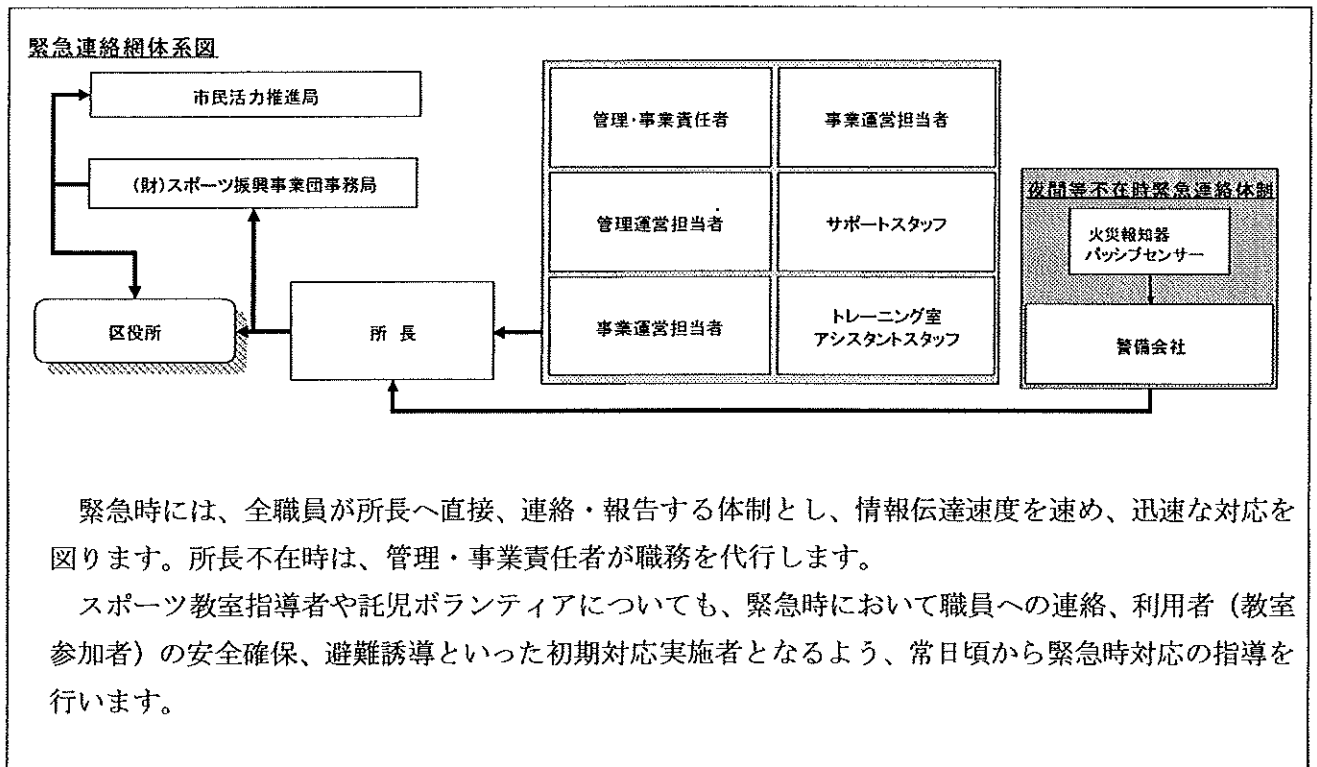 緊急連絡網体系図
市民活力推進局
(財)スポーツ振興事業団事務局
区役所
所 長
管理・事業責任者
事業運営担当者
管理運営担当者
サポートスタッフ
事業運営担当者
トレーニング室
アシスタントスタッフ
夜間等不在時緊急連絡体制
火災報知器
パッシブセンサー
警備会社
緊急時には、全職員が所長へ直接、連絡・報告する体制とし、情報伝達速度を速め、迅速な対応を
図ります。所長不在時は、管理・事業責任者が職務を代行します。
スポーツ教室指導者や託児ボランティアについても、緊急時において職員への連絡、利用者（教室
参加者）の安全確保、避難誘導といった初期対応実施者となるよう、常日頃から緊急時対応の指導を
行います。